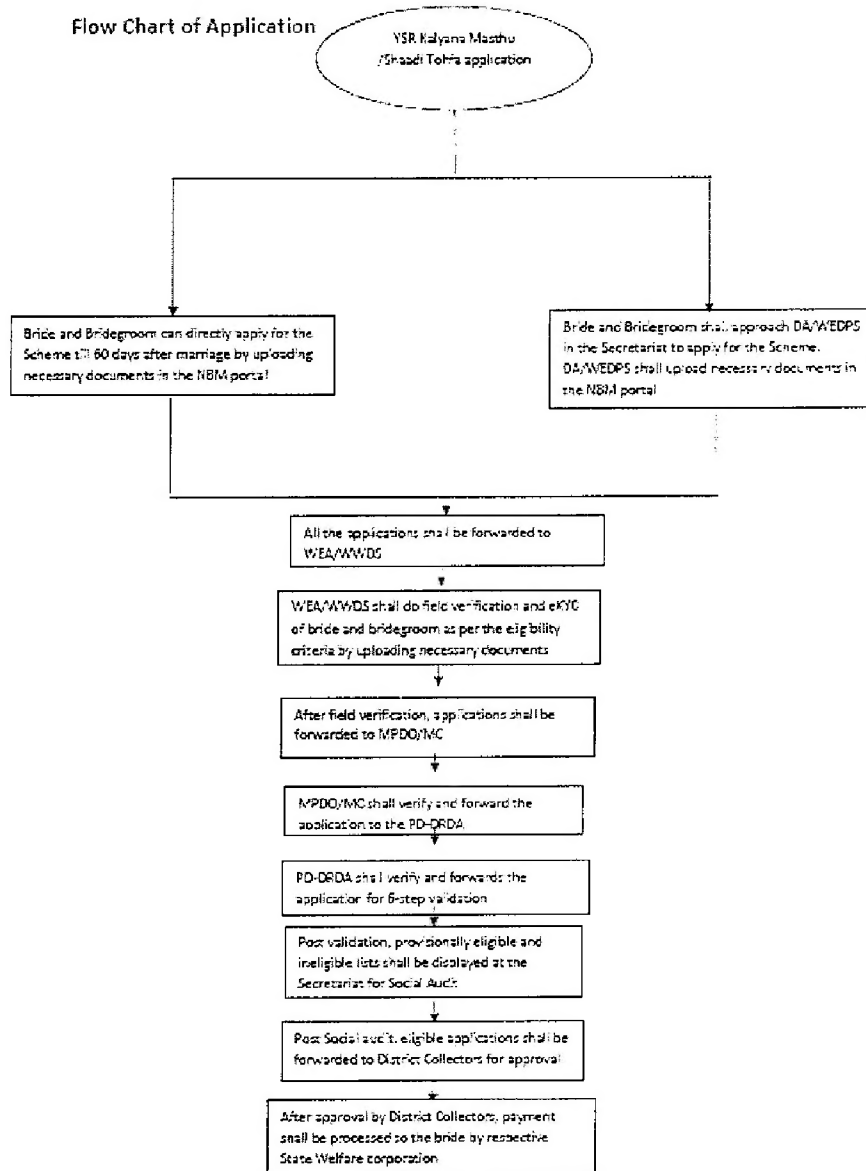 Flow Chart of Application
YSR Kalyana Masthu
/Shaadi Tohfa application
Bride and Bridegroom can directly apply for the
Scheme till 60 days after marriage by uploading
necessary documents in the NBM portal
Bride and Bridegroom shall approach DA/WEDPS
in the Secretariat to apply for the Scheme.
DA/WEDPS shall upload necessary documents in
the NBM portal
All the applications shall be forwarded to
WEA/WWDS
WEA/WWDS shall do field verification and eKYC
of bride and bridegroom as per the eligibility
criteria by uploading necessary documents
After field verification, applications shall be
forwarded to MPDO/MC
MPDO/MC shall verify and forward the
application to the PD-DRDA
PD-DRDA shall verify and forwards the
application for 6-step validation
Post validation, provisionally eligible and
ineligible lists shall be displayed at the
Secretariat for Social Audit
Post Social audit, eligible applications shall be
forwarded to District Collectors for approval
After approval by District Collectors, payment
shall be processed to the bride by respective
State Welfare corporation